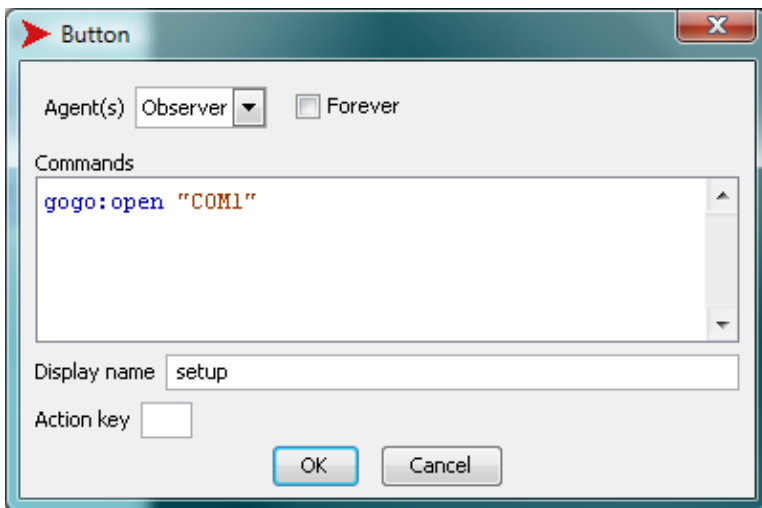 Button
Agent(s) Observer Forever
Commands
gogo:open "COM1"
Display name setup
Action key
OK Cancel